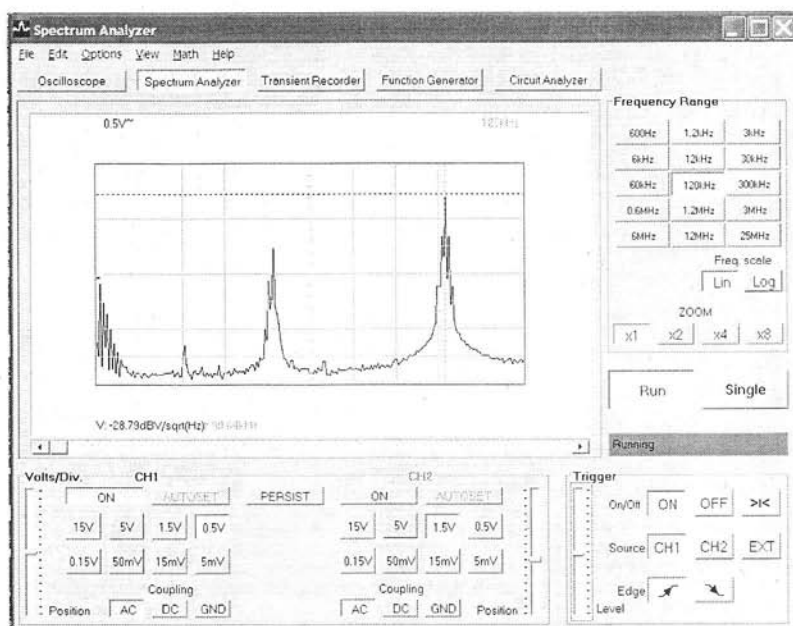 Spectrum Analyzer
File Edit Options View Math Help
Oscilloscope Spectrum Analyzer Transient Recorder Function Generator Circuit Analyzer
0.5V~ 120kHz
V: -28.79dBV/sqrt(Hz)
Frequency Range
600Hz 1.2kHz 3kHz
6kHz 12kHz 30kHz
60kHz 120kHz 300kHz
0.6MHz 1.2MHz 3MHz
6MHz 12MHz 25MHz
Freq. scale
Lin Log
ZOOM
x1 x2 x4 x8
Run Single
Running
Volts/Div. CH1 CH2
ON AUTOSET PERSIST ON AUTOSET
15V 5V 1.5V 0.5V 15V 5V 1.5V 0.5V
0.15V 50mV 15mV 5mV 0.15V 50mV 15mV 5mV
Coupling Coupling
Position AC DC GND AC DC GND Position
Trigger
On/Off ON OFF >I<
Source CH1 CH2 EXT
Edge
Level